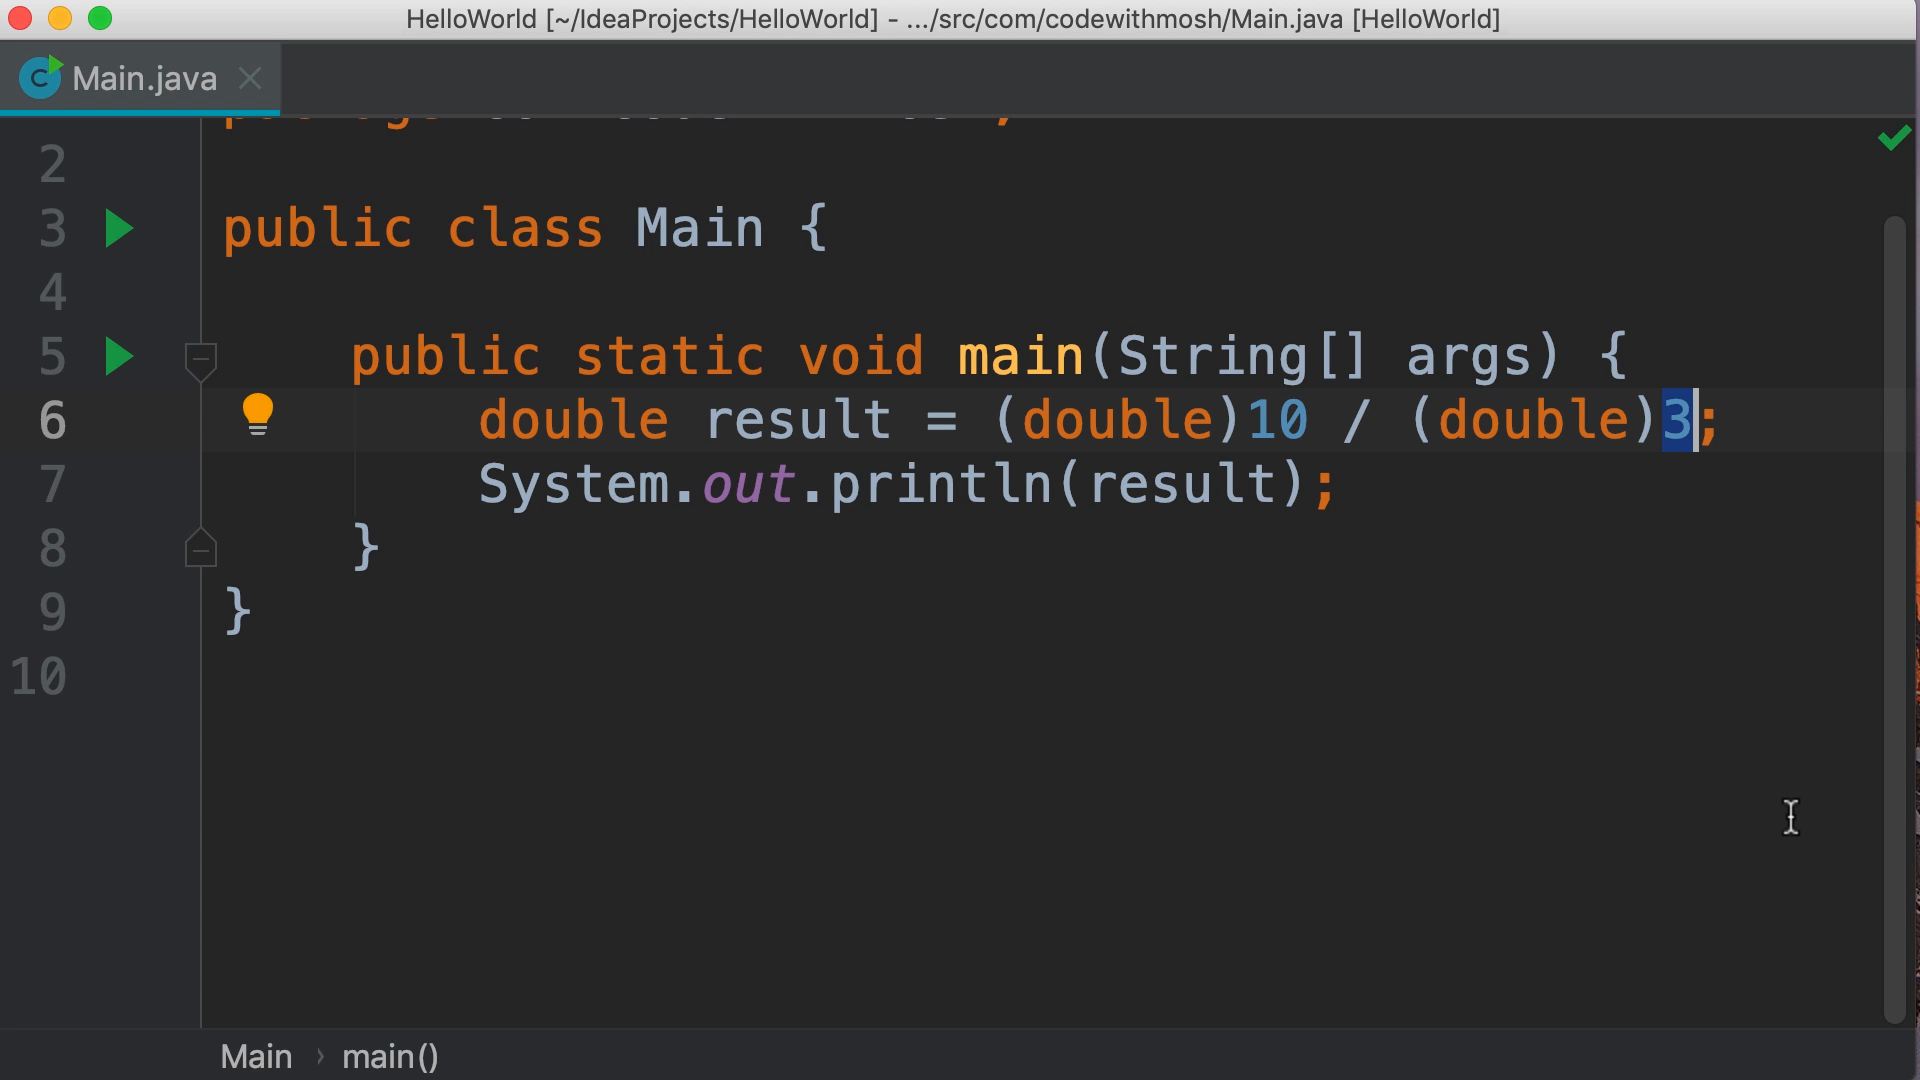 HelloWorld [~/IdeaProjects/HelloWorld] - .../src/com/codewithmosh/Main.java [HelloWorld]
Main.java
2
3 public class Main {
4
5 public static void main(String[] args) {
6 double result = (double)10 / (double)3;
7 System.out.println(result);
8 }
9 }
10
Main › main()